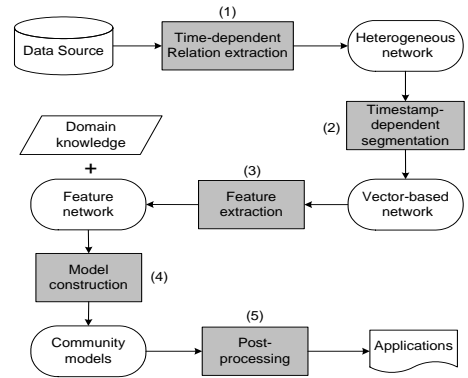 (1)
Data Source
Time-dependent
Relation extraction
Heterogeneous
network
(2)
Timestamp-
dependent
segmentation
Domain
knowledge
+
(3)
Feature
network
Feature
extraction
Vector-based
network
Model
construction
(4)
(5)
Community
models
Post-
processing
Applications